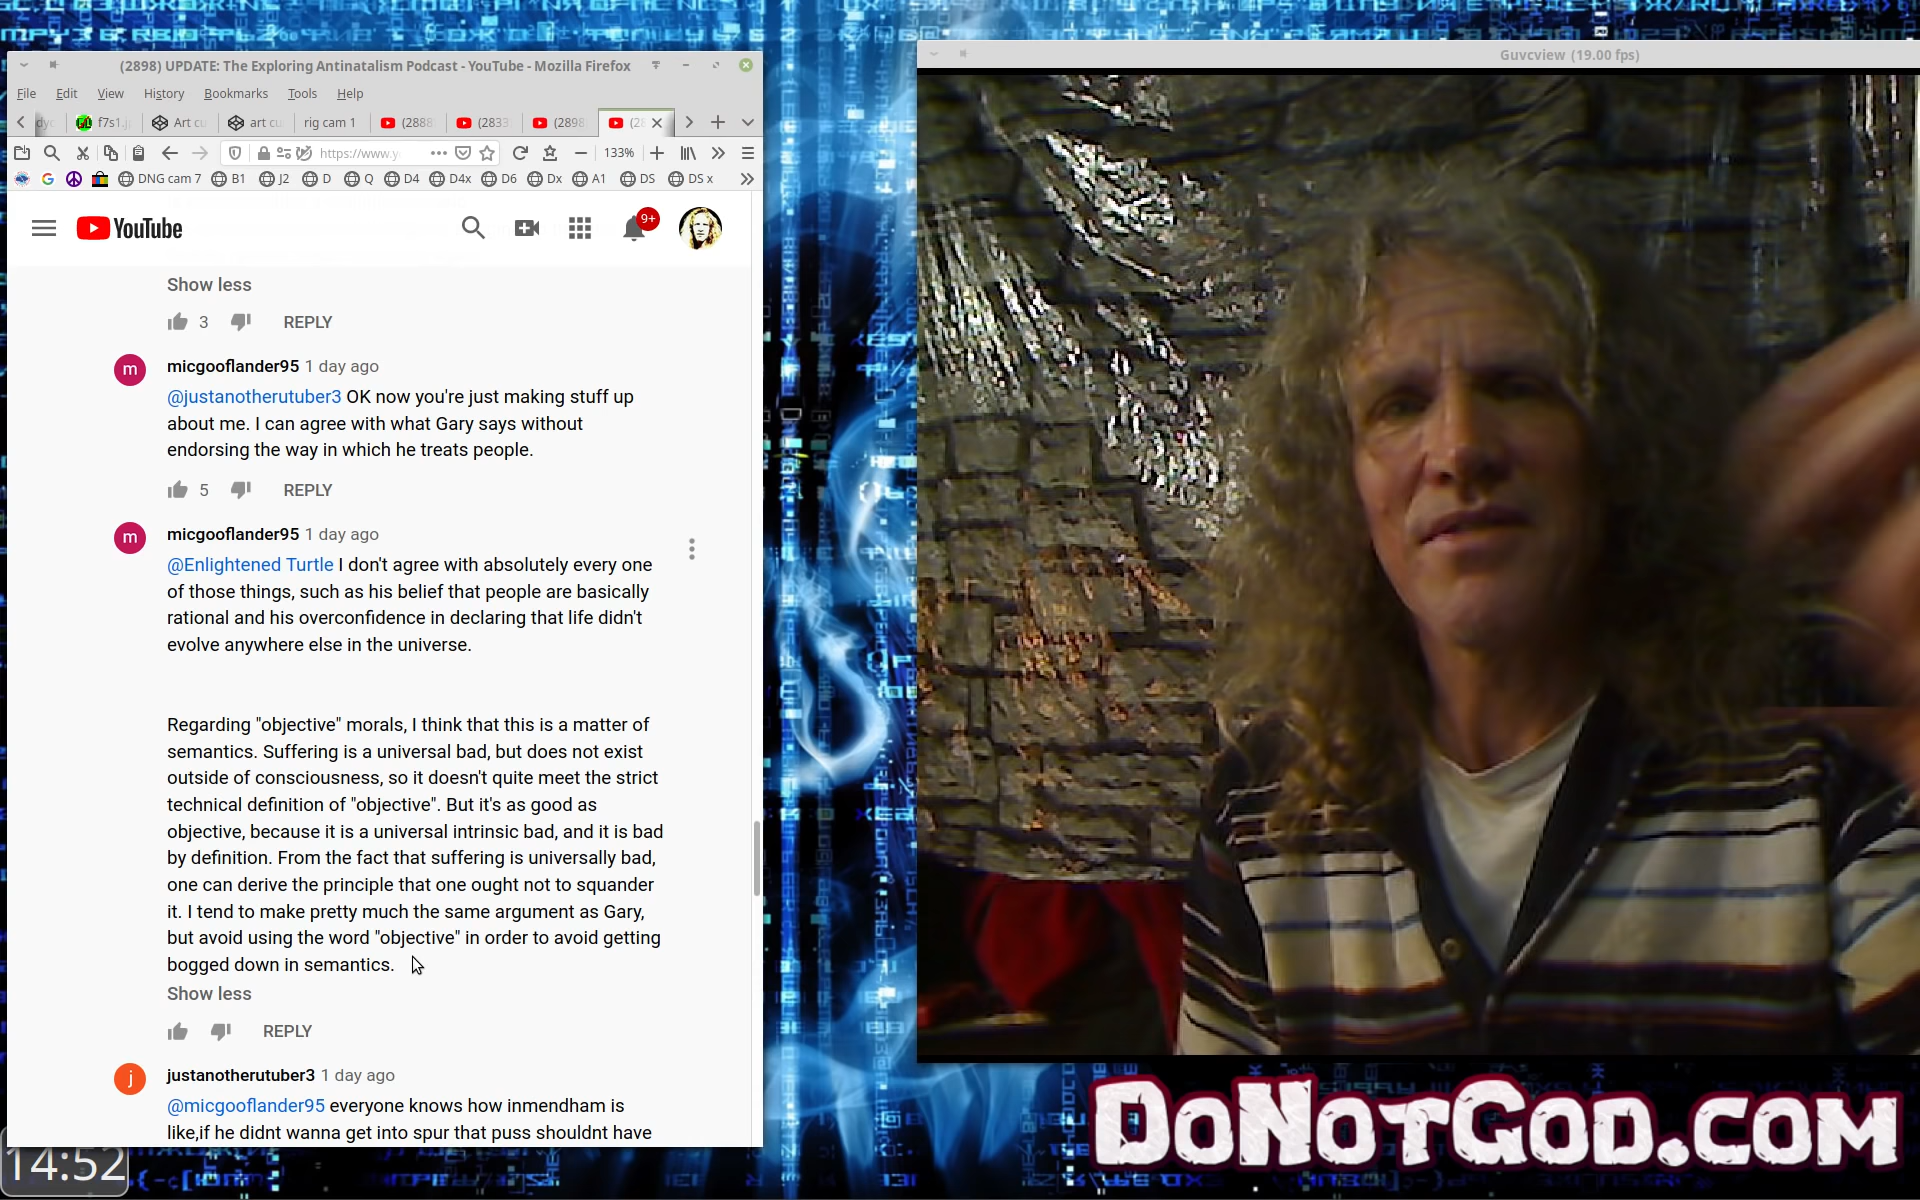 (2898) UPDATE: The Exploring Antinatalism Podcast - YouTube - Mozilla Firefox
Guvcview (19.00 fps)
File Edit View History Bookmarks Tools Help
f7s1.j Art cu art cu rig cam 1 (2888 (2833 (2898 (28
https://www.y 133%
DNG cam 7 B1 J2 D Q D4 D4x D6 Dx A1 DS DS x
YouTube 9+
Show less
3 REPLY
m micgooflander95 1 day ago
@justanotherutuber3 OK now you're just making stuff up
about me. I can agree with what Gary says without
endorsing the way in which he treats people.
5 REPLY
m micgooflander95 1 day ago
@Enlightened Turtle I don't agree with absolutely every one
of those things, such as his belief that people are basically
rational and his overconfidence in declaring that life didn't
evolve anywhere else in the universe.
Regarding "objective" morals, I think that this is a matter of
semantics. Suffering is a universal bad, but does not exist
outside of consciousness, so it doesn't quite meet the strict
technical definition of "objective". But it's as good as
objective, because it is a universal intrinsic bad, and it is bad
by definition. From the fact that suffering is universally bad,
one can derive the principle that one ought not to squander
it. I tend to make pretty much the same argument as Gary,
but avoid using the word "objective" in order to avoid getting
bogged down in semantics.
Show less
REPLY
j justanotherutuber3 1 day ago
@micgooflander95 everyone knows how inmendham is
like,if he didnt wanna get into spur that puss shouldnt have
14:52
DoNotGod.com